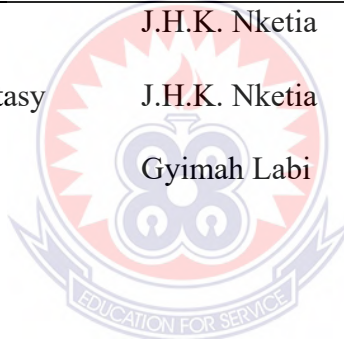 J.H.K. Nketia
tasy J.H.K. Nketia
Gyimah Labi
EDUCATION FOR SERVICE